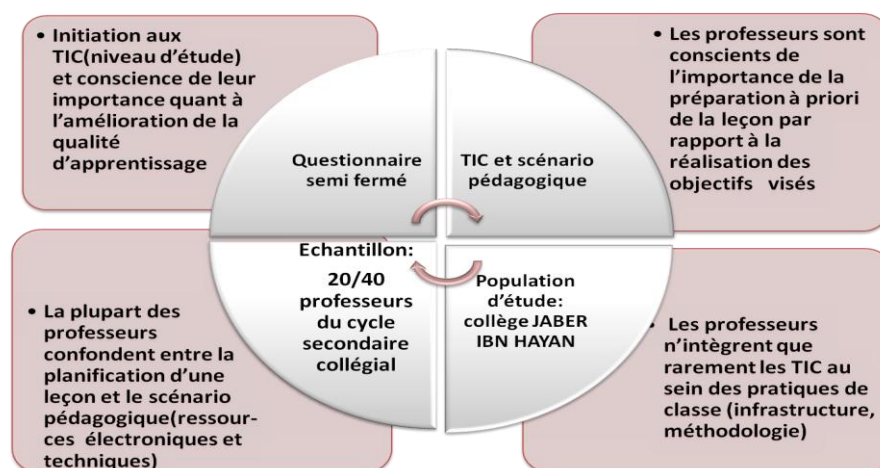 • Initiation aux
TIC(niveau d’étude)
et conscience de leur
importance quant à
l’amélioration de la
qualité
d’apprentissage
Questionnaire
semi fermé
TIC et scénario
pédagogique
• Les professeurs sont
conscients de
l’importance de la
préparation à priori
de la leçon par
rapport à la
réalisation des
objectifs visés
• La plupart des
professeurs
confondent entre la
planification d’une
leçon et le scénario
pédagogique(ressour-
ces électroniques et
techniques)
Echantillon:
20/40
professeurs
du cycle
secondaire
collégial
Population
d’étude:
collège JABER
IBN HAYAN
• Les professeurs
n’intègrent que
rarement les TIC au
sein des pratiques de
classe (infrastructure,
méthodologie)